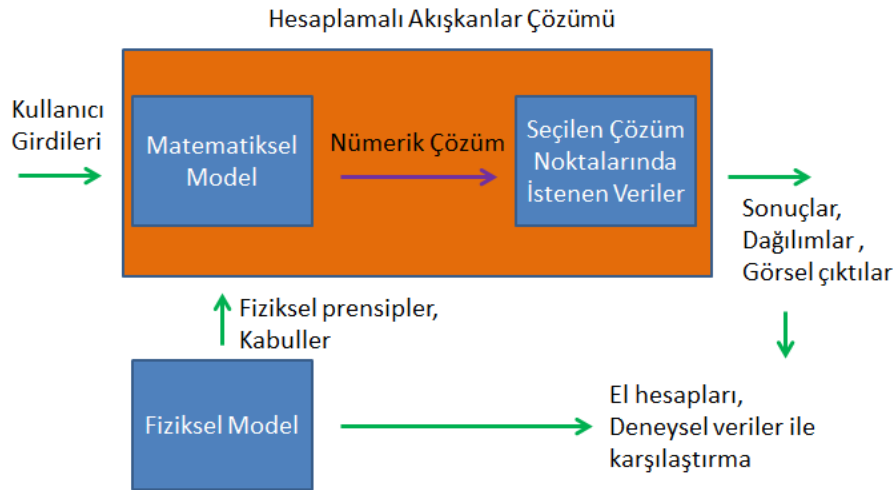 Hesaplamalı Akışkanlar Çözümü
Kullanıcı
Girdileri
Matematiksel
Model
Nümerik Çözüm
Seçilen Çözüm
Noktalarında
İstenen Veriler
Sonuçlar,
Dağılımlar ,
Görsel çıktılar
Fiziksel prensipler,
Kabuller
Fiziksel Model
El hesapları,
Deneysel veriler ile
karşılaştırma